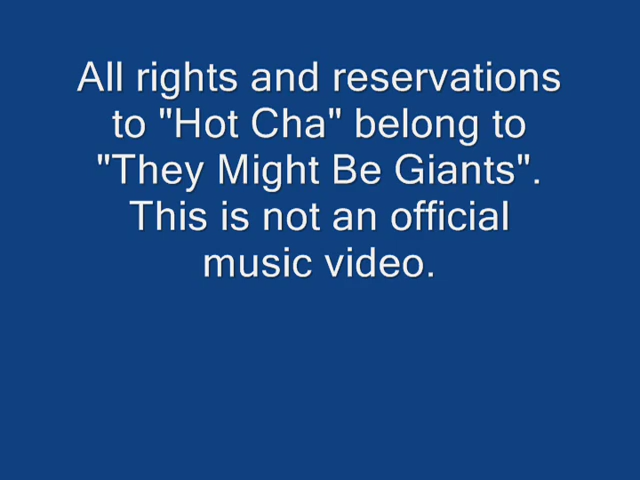 All rights and reservations
to "Hot Cha" belong to
"They Might Be Giants".
This is not an official
music video.